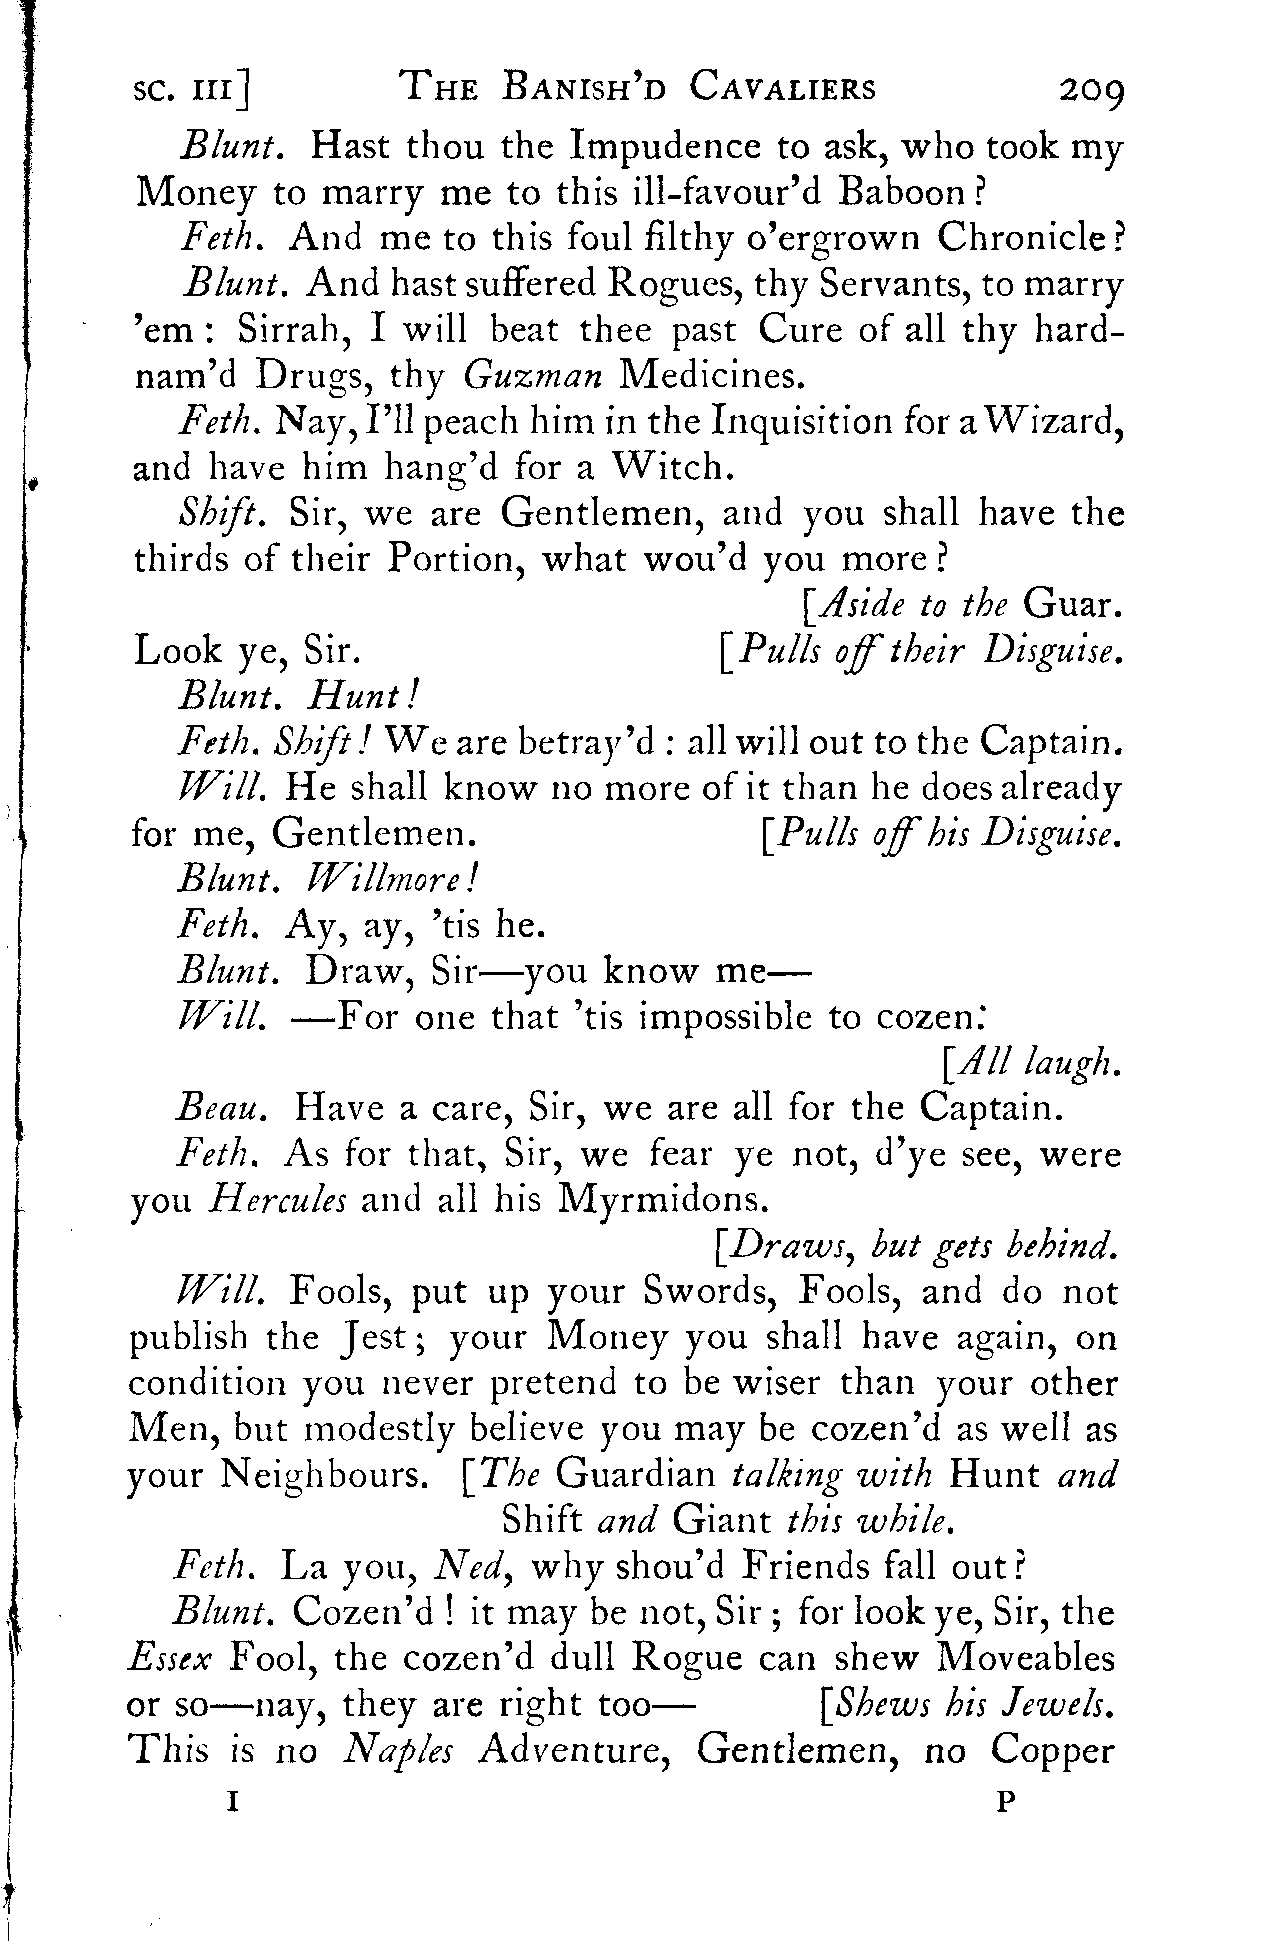 SC. III] THE BANISH'D CAVALIERS 209
Blunt. Hast thou the Impudence to ask, who took my
Money to marry me to this ill-favour'd Baboon?
Feth. And me to this foul filthy o'ergrown Chronicle?
Blunt. And hast suffered Rogues, thy Servants, to marry
'em: Sirrah, I will beat thee past Cure of all thy hard-
nam'd Drugs, thy Guzman Medicines.
Feth. Nay, I'll peach him in the Inquisition for a Wizard,
and have him hang'd for a Witch.
Shift. Sir, we are Gentlemen, and you shall have the
thirds of their Portion, what wou'd you more?
[Aside to the Guar.
Look ye, Sir. [Pulls off their Disguise.
Blunt. Hunt!
Feth. Shift! We are betray'd: all will out to the Captain.
Will. He shall know no more of it than he does already
for me, Gentlemen. [Pulls off his Disguise.
Blunt. Willmore!
Feth. Ay, ay, 'tis he.
Blunt. Draw, Sir—you know me—
Will. —For one that 'tis impossible to cozen:
[All laugh.
Beau. Have a care, Sir, we are all for the Captain.
Feth. As for that, Sir, we fear ye not, d'ye see, were
you Hercules and all his Myrmidons.
[Draws, but gets behind.
Will. Fools, put up your Swords, Fools, and do not
publish the Jest; your Money you shall have again, on
condition you never pretend to be wiser than your other
Men, but modestly believe you may be cozen'd as well as
your Neighbours. [The Guardian talking with Hunt and
Shift and Giant this while.
Feth. La you, Ned, why shou'd Friends fall out?
Blunt. Cozen'd! it may be not, Sir; for look ye, Sir, the
Essex Fool, the cozen'd dull Rogue can shew Moveables
or so—nay, they are right too— [Shews his Jewels.
This is no Naples Adventure, Gentlemen, no Copper
I P